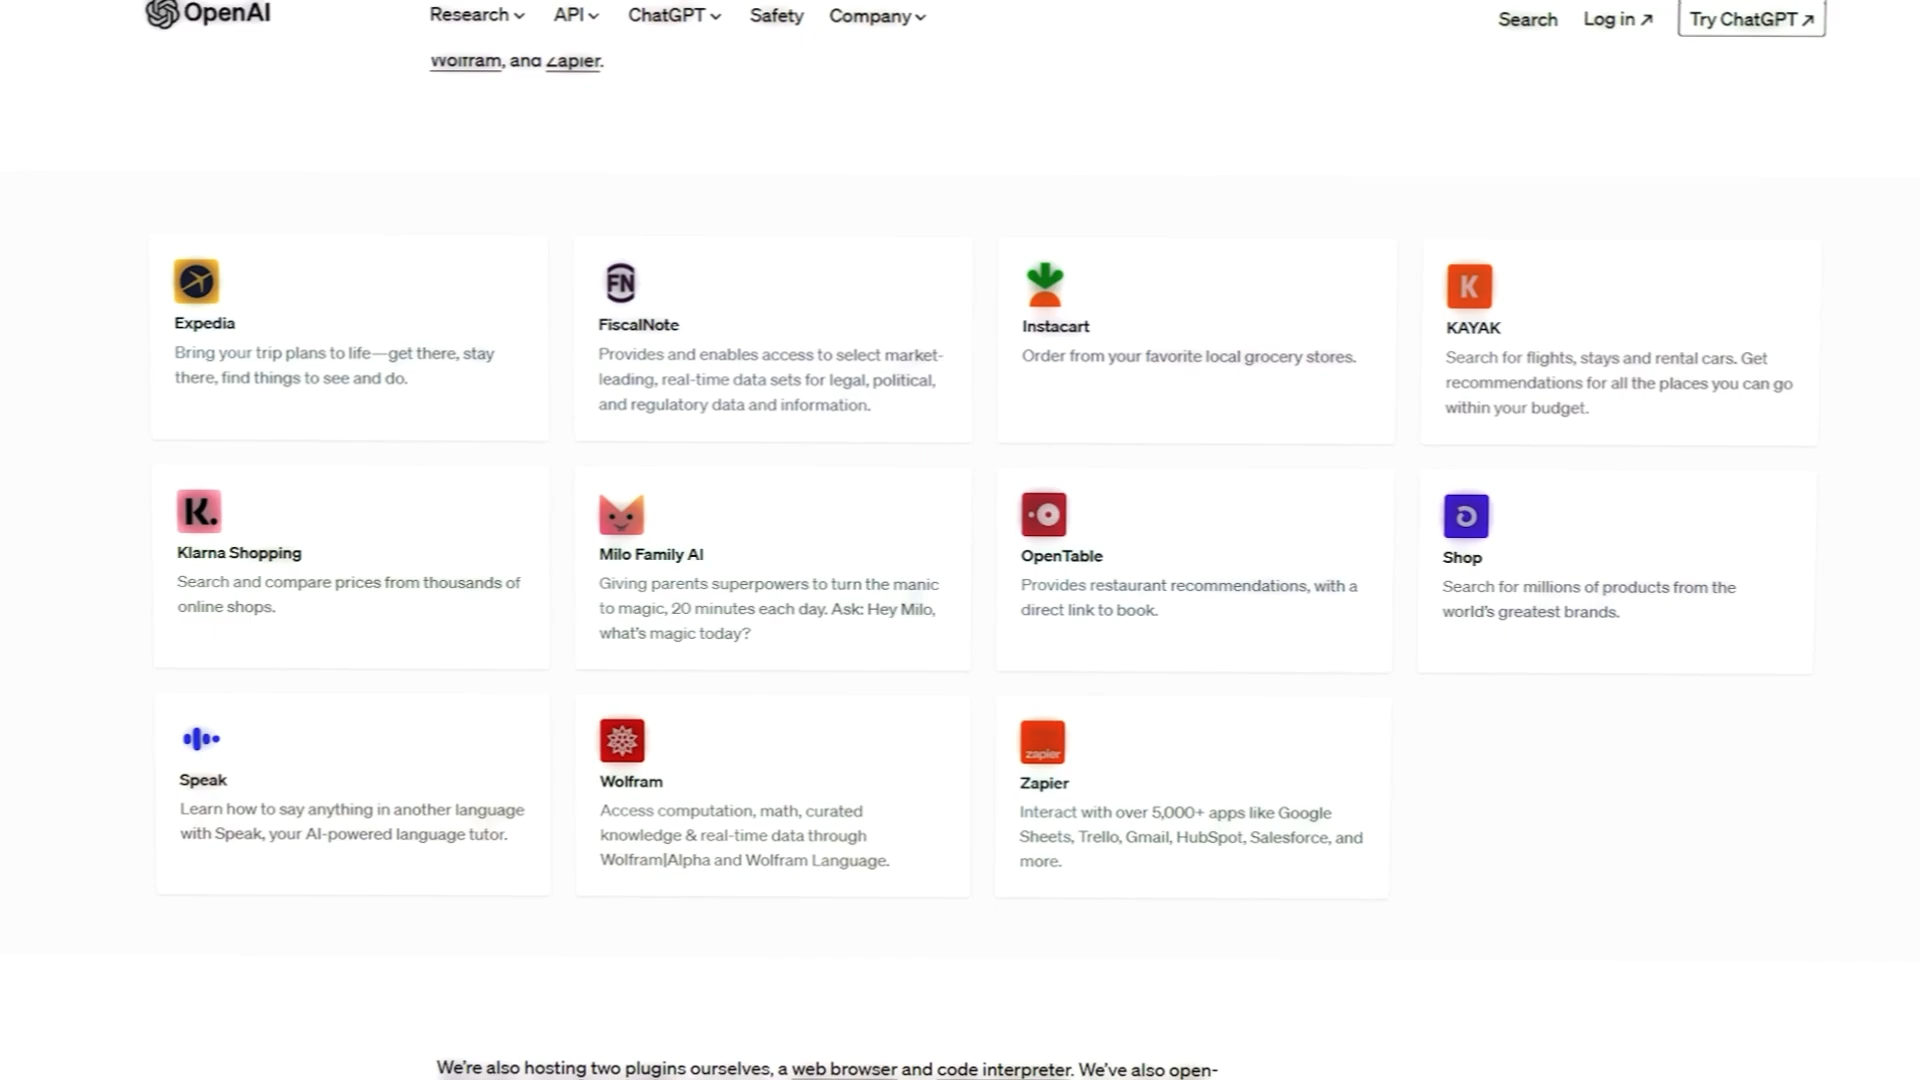 OpenAI
Research
API
ChatGPT
Safety
Company
Search
Log in ↗
Try ChatGPT ↗
Wolfram, and Zapier.
Expedia
Bring your trip plans to life—get there, stay
there, find things to see and do.
FN
FiscalNote
Provides and enables access to select market-
leading, real-time data sets for legal, political,
and regulatory data and information.
Instacart
Order from your favorite local grocery stores.
K
KAYAK
Search for flights, stays and rental cars. Get
recommendations for all the places you can go
within your budget.
K.
Klarna Shopping
Search and compare prices from thousands of
online shops.
Milo Family AI
Giving parents superpowers to turn the manic
to magic, 20 minutes each day. Ask: Hey Milo,
what's magic today?
OpenTable
Provides restaurant recommendations, with a
direct link to book.
Shop
Search for millions of products from the
world's greatest brands.
Speak
Learn how to say anything in another language
with Speak, your AI-powered language tutor.
Wolfram
Access computation, math, curated
knowledge & real-time data through
Wolfram|Alpha and Wolfram Language.
zapier
Zapier
Interact with over 5,000+ apps like Google
Sheets, Trello, Gmail, HubSpot, Salesforce, and
more.
We're also hosting two plugins ourselves, a web browser and code interpreter. We've also open-